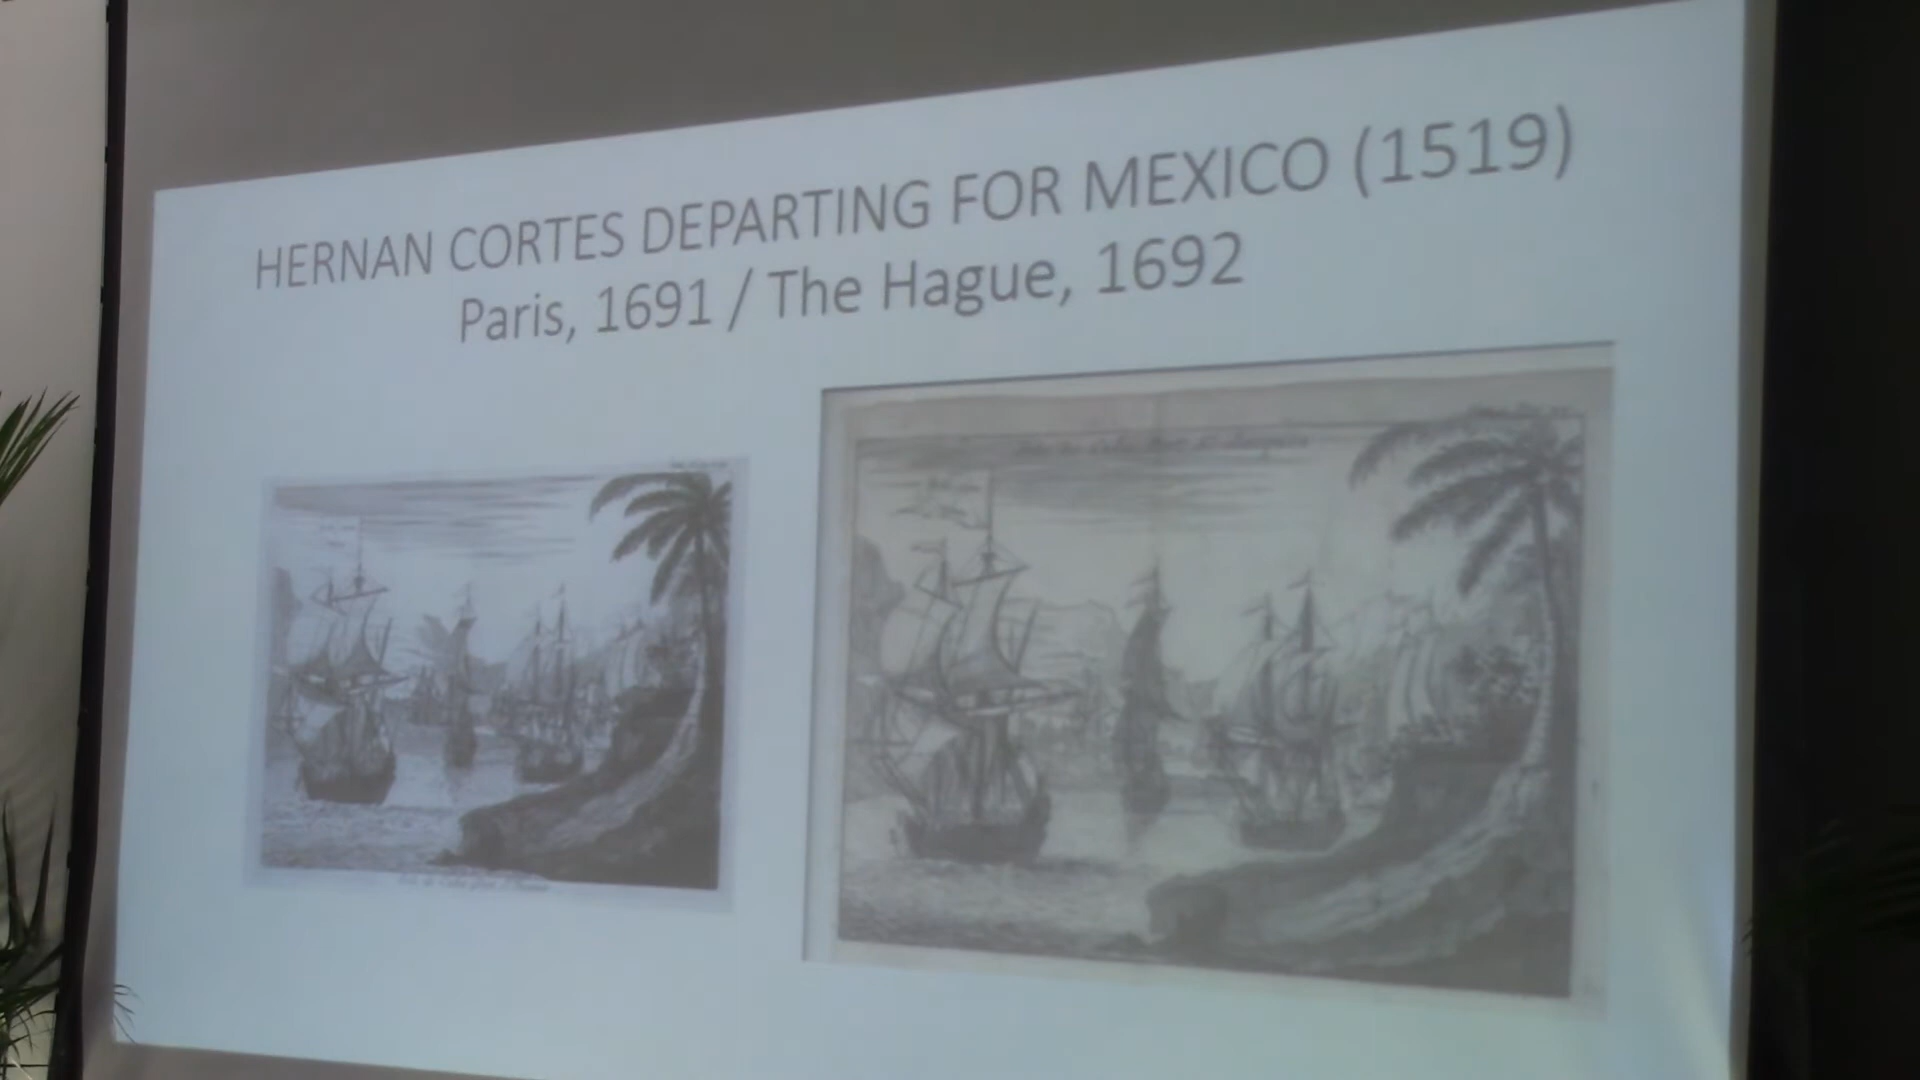 HERNAN CORTES DEPARTING FOR MEXICO (1519)
Paris, 1691 / The Hague, 1692